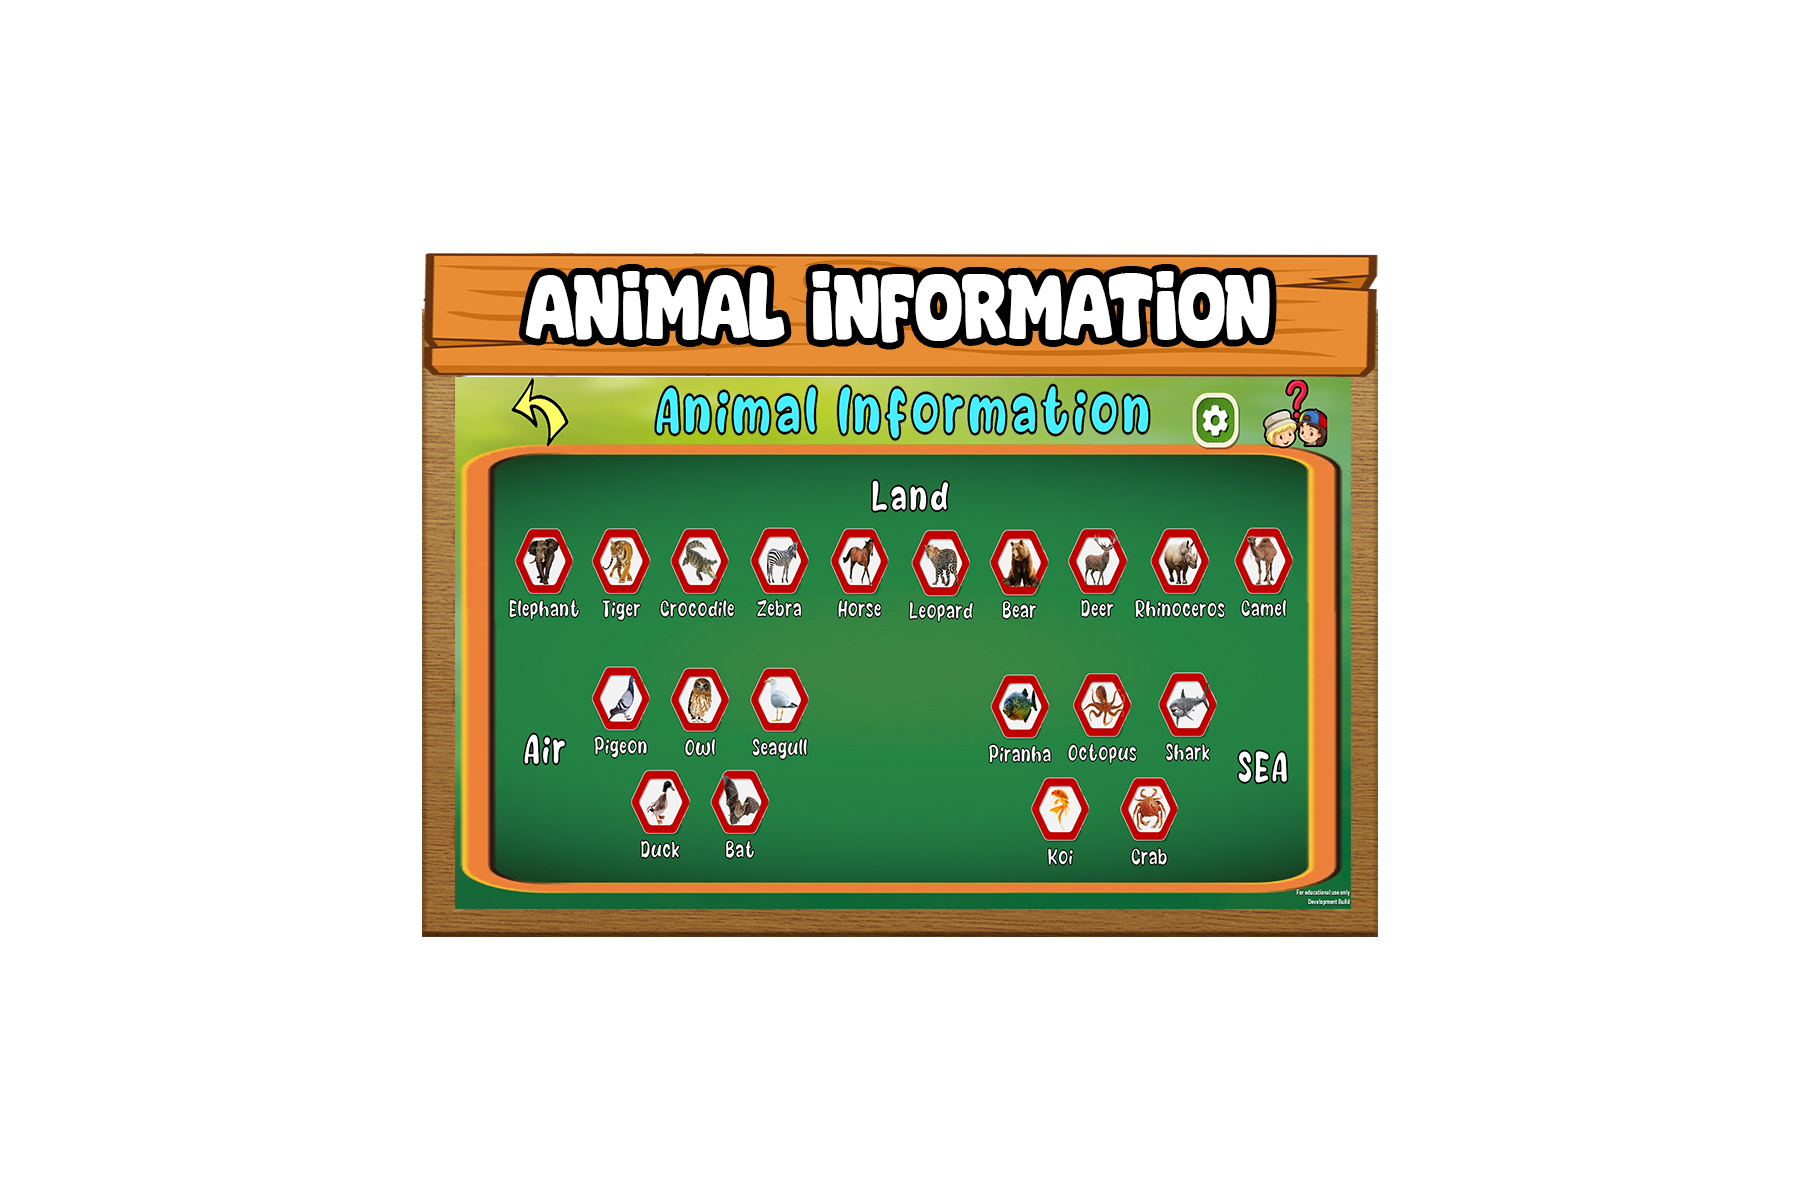 ANiMAL iNFORMATiON
Animal Information
Land
Elephant Tiger Crocodile Zebra Horse Leopard Bear Deer Rhinoceros Camel
Air
Pigeon Owl Seagull
Duck Bat
Piranha Octopus Shark
SEA
Koi Crab
For educational use only
Development Build